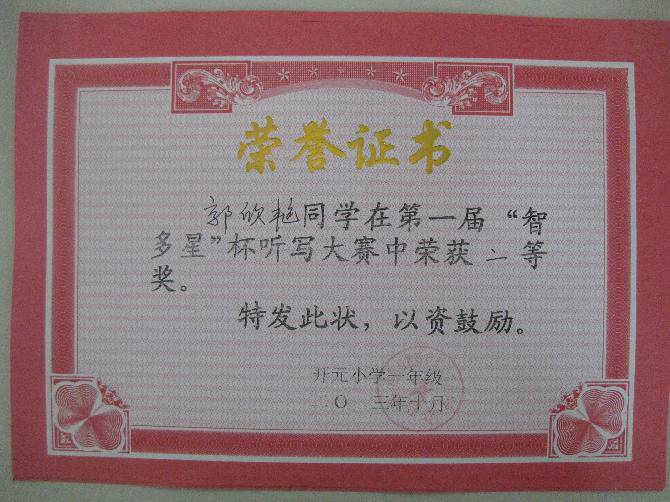 荣誉证书
郭欣艳同学在第一届“智
多星”杯听写大赛中荣获二等
奖。
特发此状，以资鼓励。
开元小学一年级
二〇一三年十月